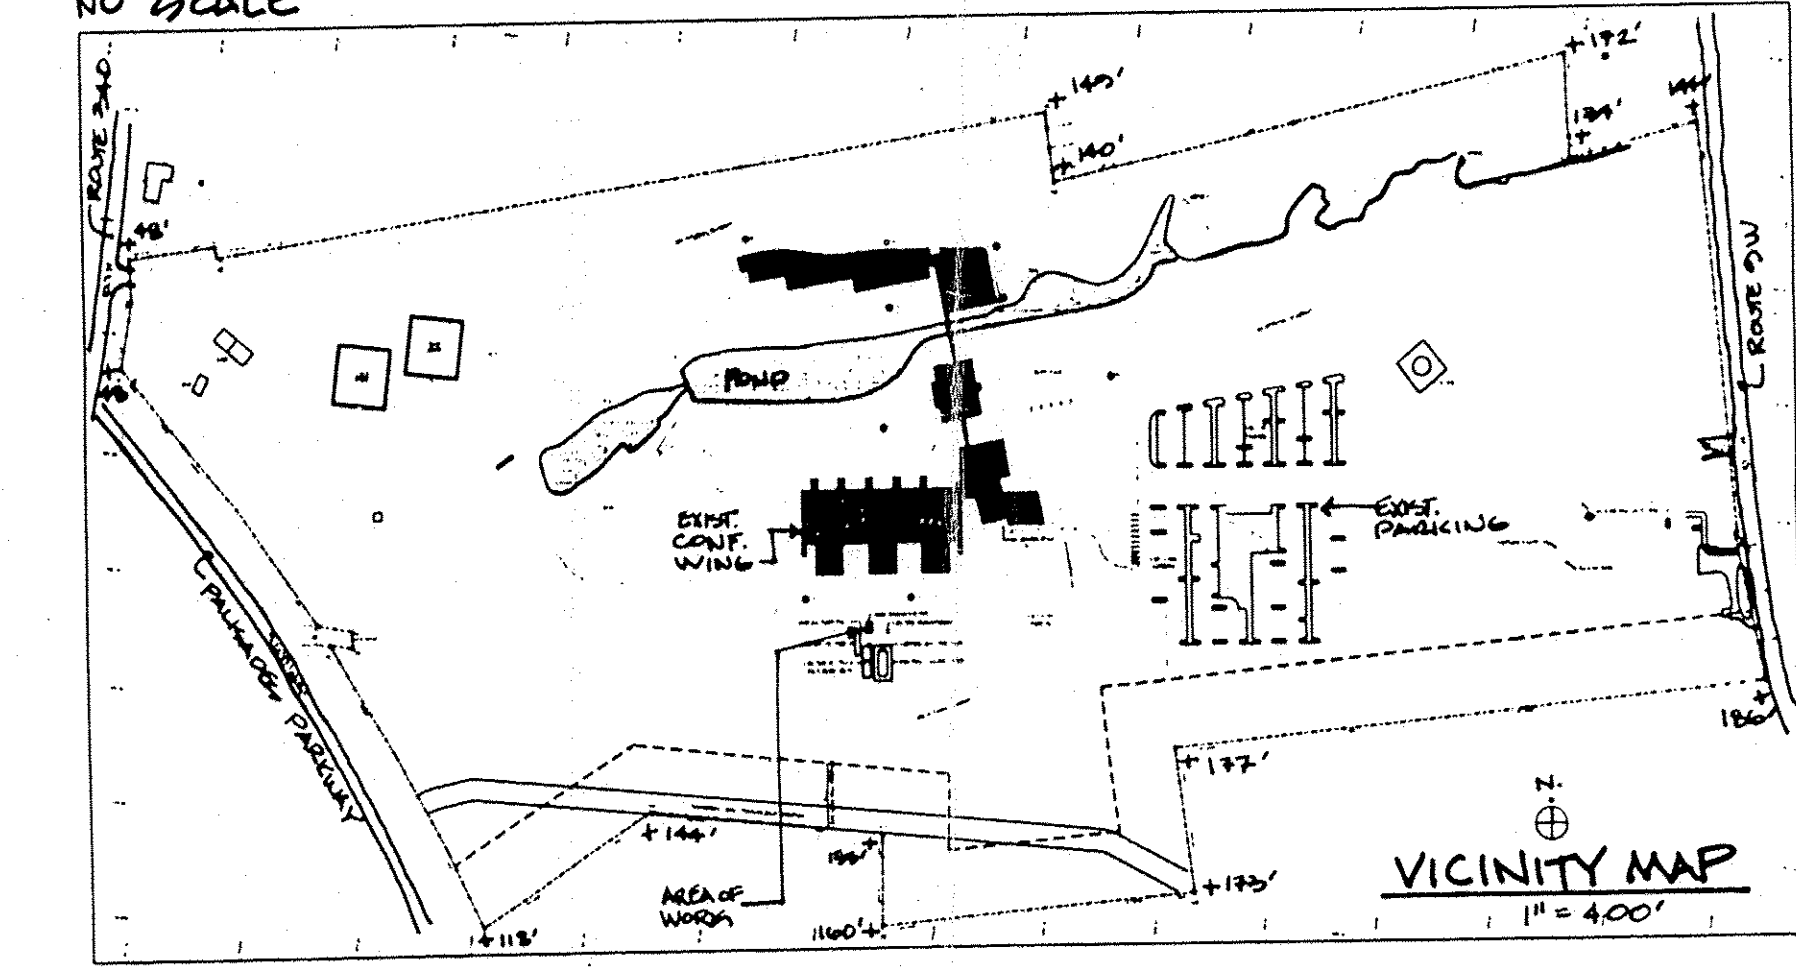 NO SCALE
ROUTE 340
+ 48'
+ 149'
+ 140'
+ 172'
+ 134'
144'
ROUTE 9W
POND
EXIST.
CONF.
WING
EXIST.
PARKING
PALISADES PARKWAY
+ 144'
+ 177'
186'
+ 173'
+ 118'
1160' +
AREA OF
WORK
N.
VICINITY MAP
1" = 400'